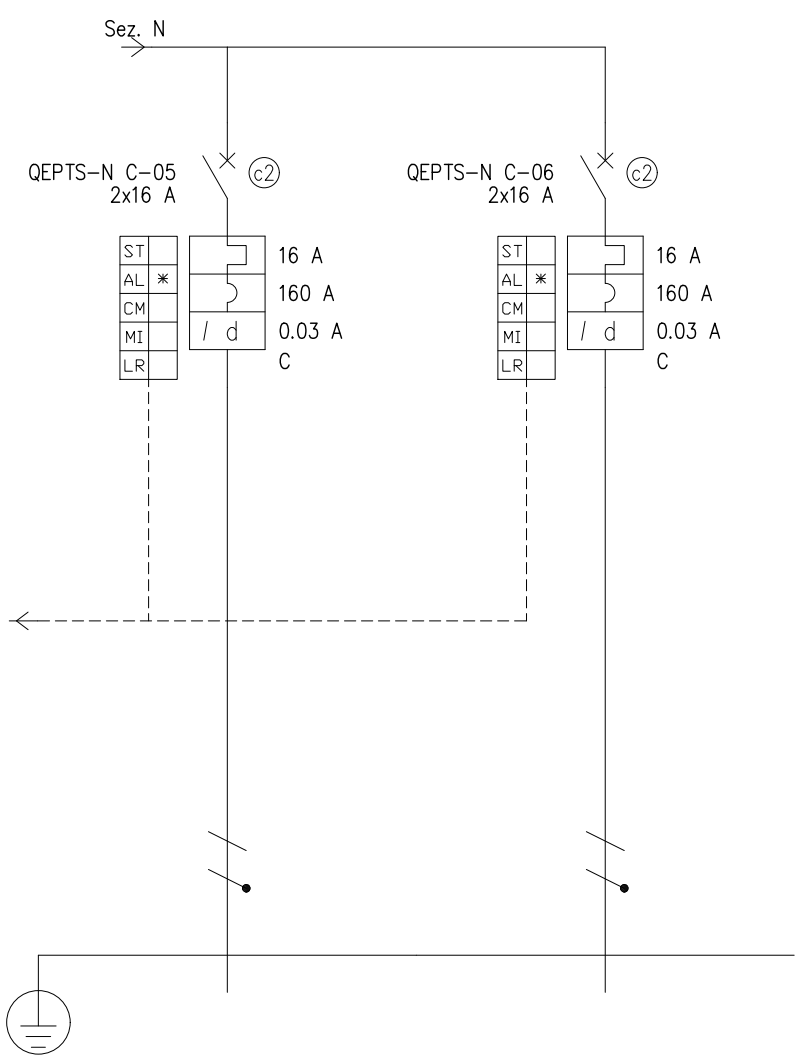 Sez. N
QEPTS-N C-05
2x16 A
c2
ST
AL *
CM
MI
LR
16 A
160 A
I d
0.03 A
C
QEPTS-N C-06
2x16 A
c2
ST
AL *
CM
MI
LR
16 A
160 A
I d
0.03 A
C